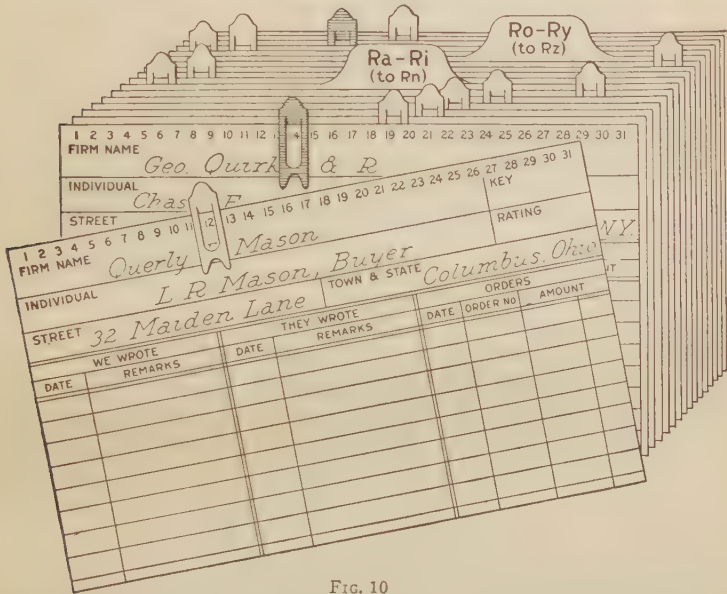 Ro-Ry
(to Rz)
Ra-Ri
(to Rn)
1 2 3 4 5 6 7 8 9 10 11 12 14 15 16 17 18 19 20 21 22 23 24 25 26 27 28 29 30 31
FIRM NAME Geo. & R
INDIVIDUAL Chas
STREET N.Y.
1 2 3 4 5 6 7 8 9 10 11 12 13 14 15 16 17 18 19 20 21 22 23 24 25 26 27 28 29 30 31
FIRM NAME Querly Mason KEY
INDIVIDUAL L R Mason, Buyer RATING
STREET 32 Maiden Lane TOWN & STATE Columbus. Ohio
WE WROTE THEY WROTE ORDERS
DATE REMARKS DATE REMARKS DATE ORDER NO AMOUNT
FIG. 10